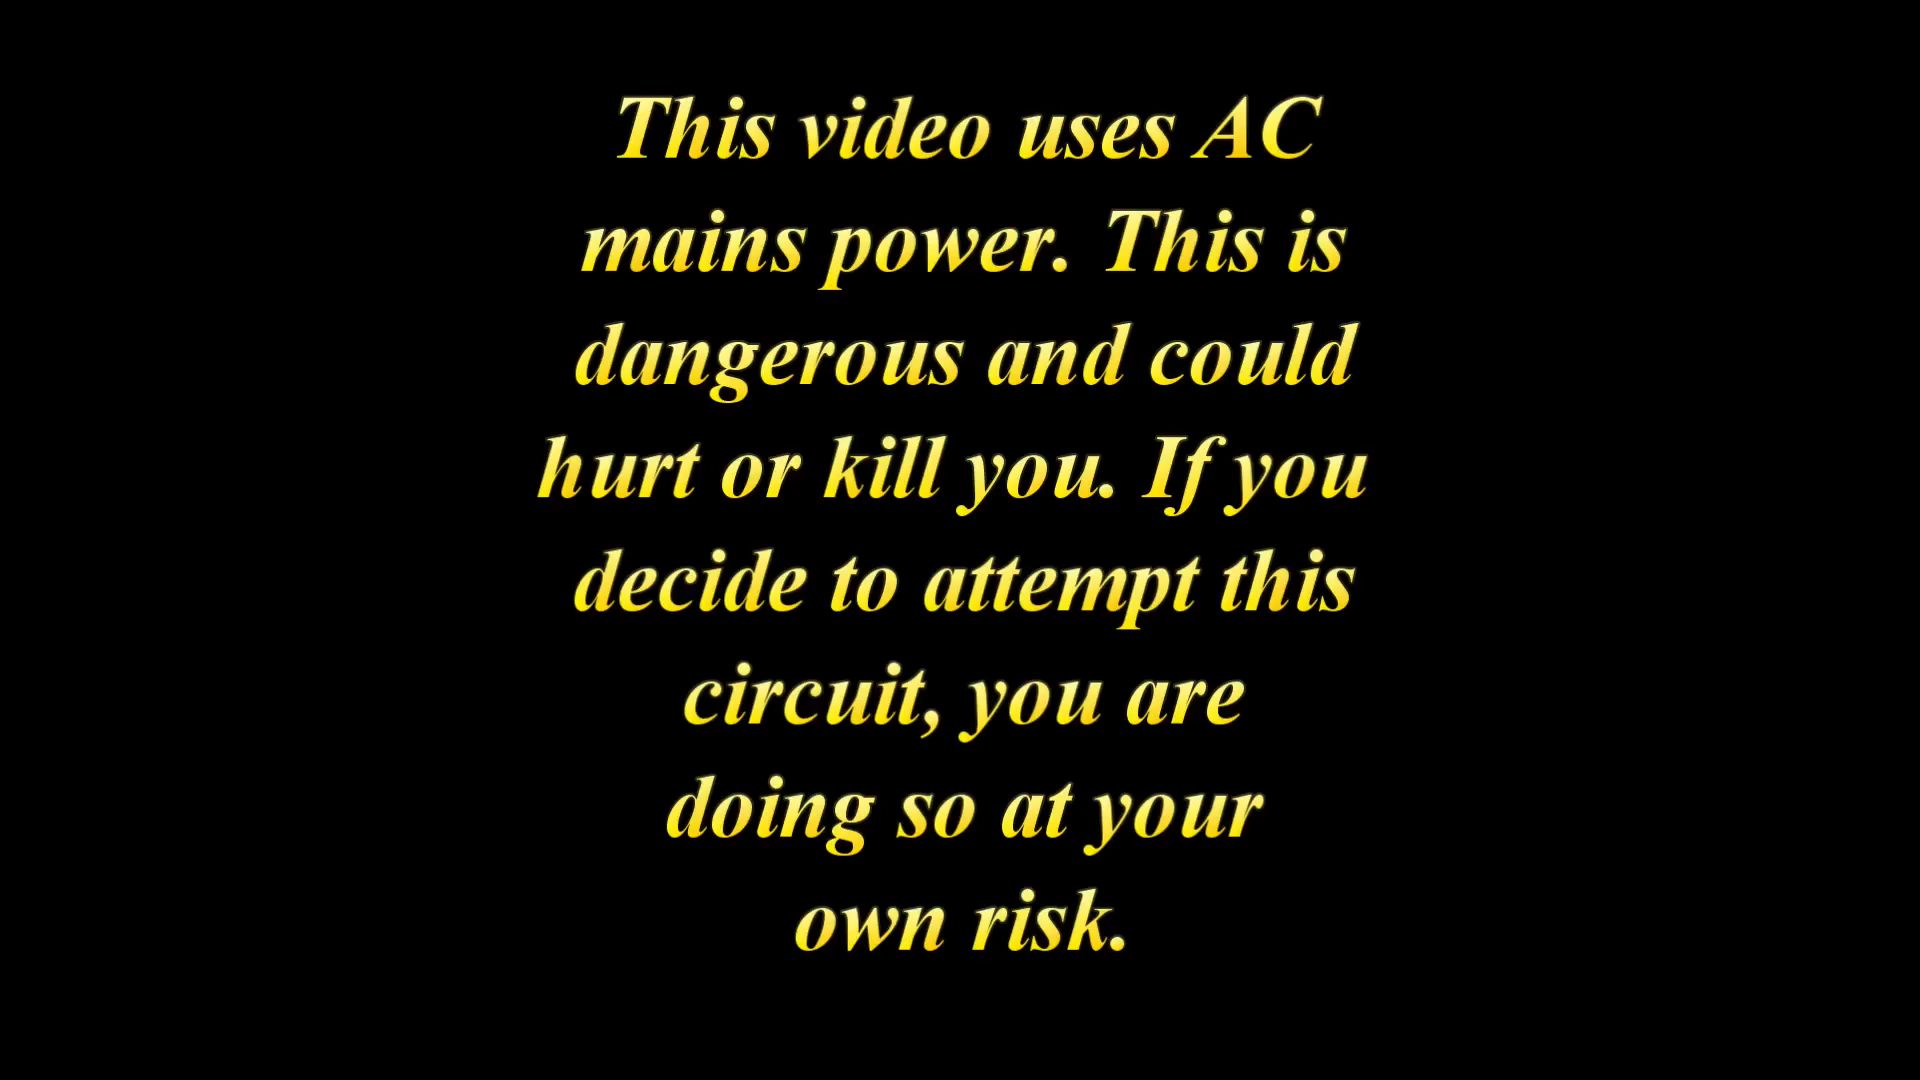 This video uses AC
mains power. This is
dangerous and could
hurt or kill you. If you
decide to attempt this
circuit, you are
doing so at your
own risk.